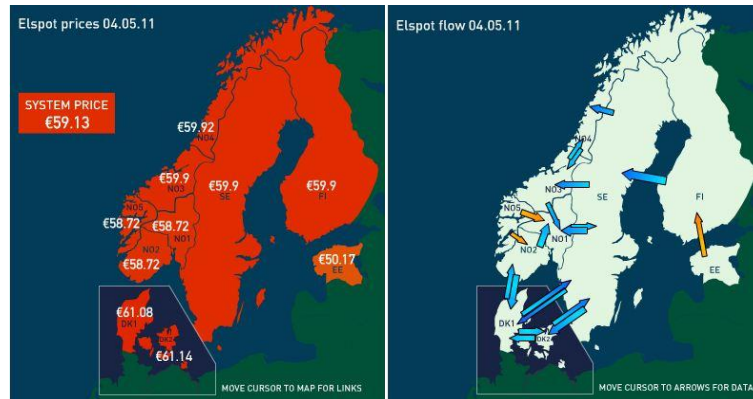 Elspot prices 04.05.11
SYSTEM PRICE
€59.13
€59.92
NO4
€59.9
NO3
€59.9
SE
€59.9
FI
NO5
€58.72
€58.72
NO1
NO2
€58.72
€50.17
EE
€61.08
DK1
DK2
€61.14
MOVE CURSOR TO MAP FOR LINKS
Elspot flow 04.05.11
NO4
NO3
SE
FI
NO5
NO1
NO2
EE
DK1
DK2
MOVE CURSOR TO ARROWS FOR DATA